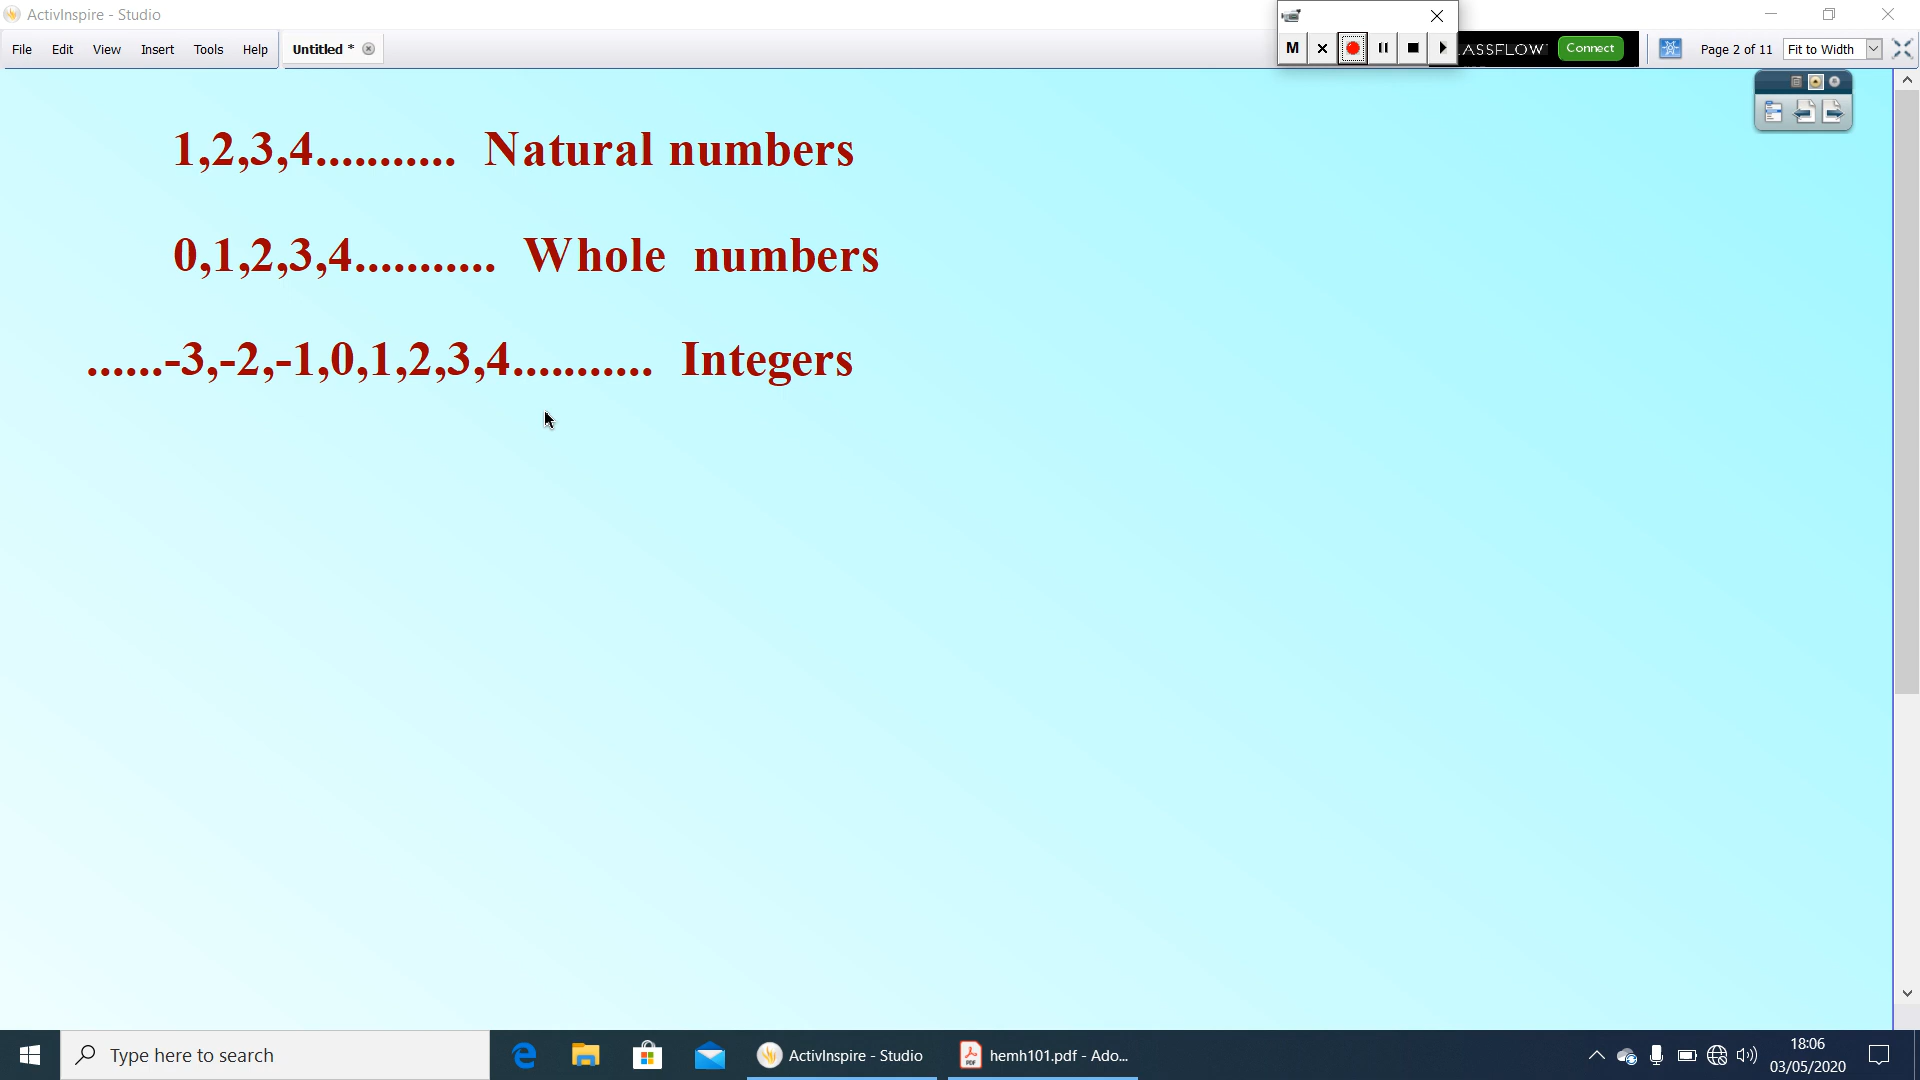 ActivInspire - Studio
File Edit View Insert Tools Help Untitled *
M
ASSFLOW Connect Page 2 of 11 Fit to Width
1,2,3,4........... Natural numbers
0,1,2,3,4........... Whole numbers
......-3,-2,-1,0,1,2,3,4........... Integers
Type here to search
ActivInspire - Studio
hemh101.pdf - Ado...
18:06
03/05/2020